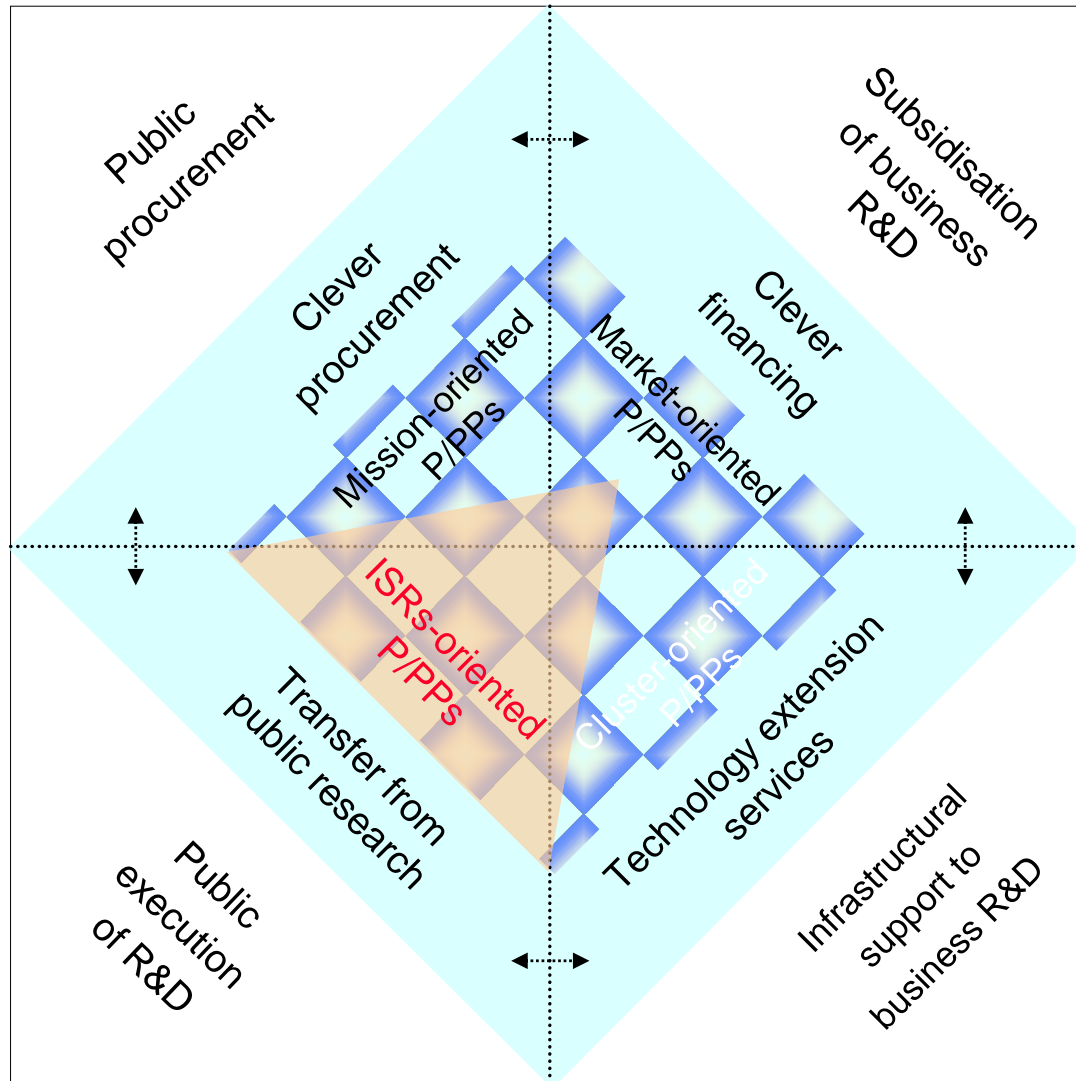 Public
procurement
Subsidisation
of business
R&D
Clever
procurement
Clever
financing
Mission-oriented
P/PPs
Market-oriented
P/PPs
ISRs-oriented
P/PPs
Cluster-oriented
P/PPs
Transfer from
public research
Technology extension
services
Public
execution
of R&D
Infrastructural
support to
business R&D